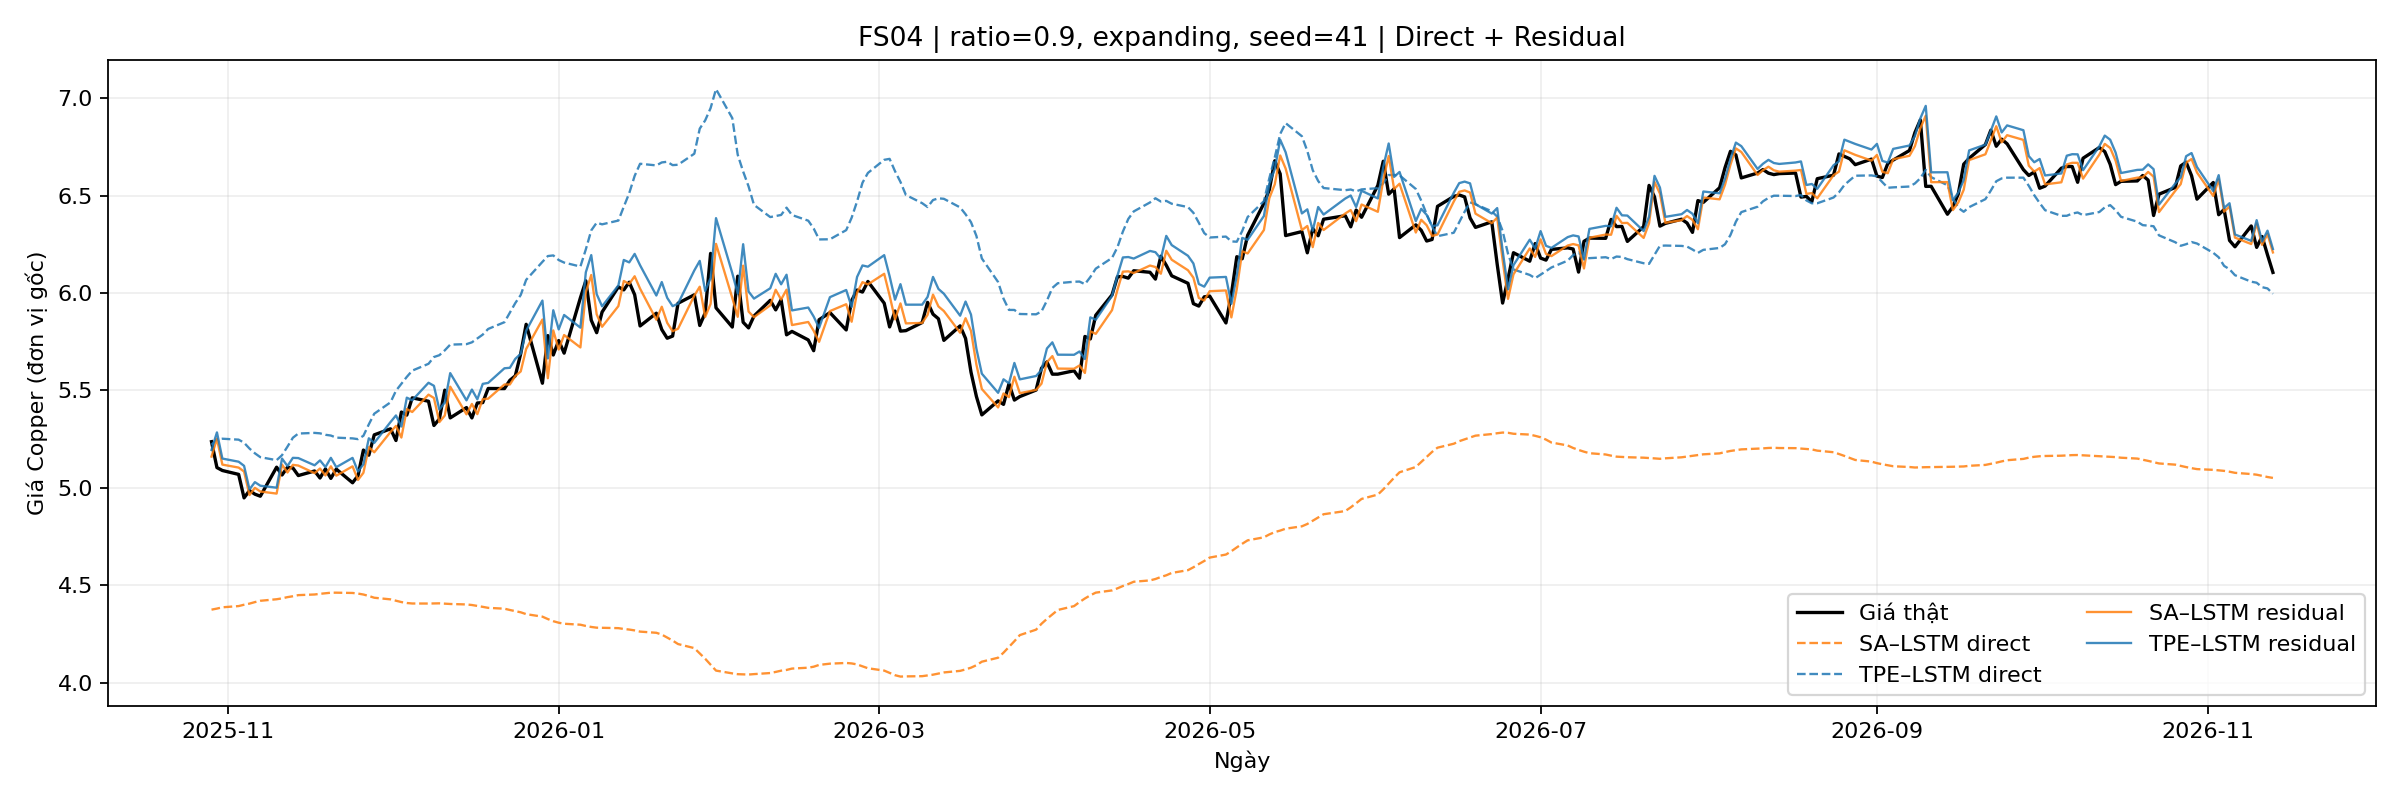 FS04 | ratio=0.9, expanding, seed=41 | Direct + Residual
Giá Copper (đơn vị gốc)
7.0
6.5
6.0
5.5
5.0
4.5
4.0
Giá thật
SA–LSTM direct
TPE–LSTM direct
SA–LSTM residual
TPE–LSTM residual
2025-11 2026-01 2026-03 2026-05 2026-07 2026-09 2026-11
Ngày